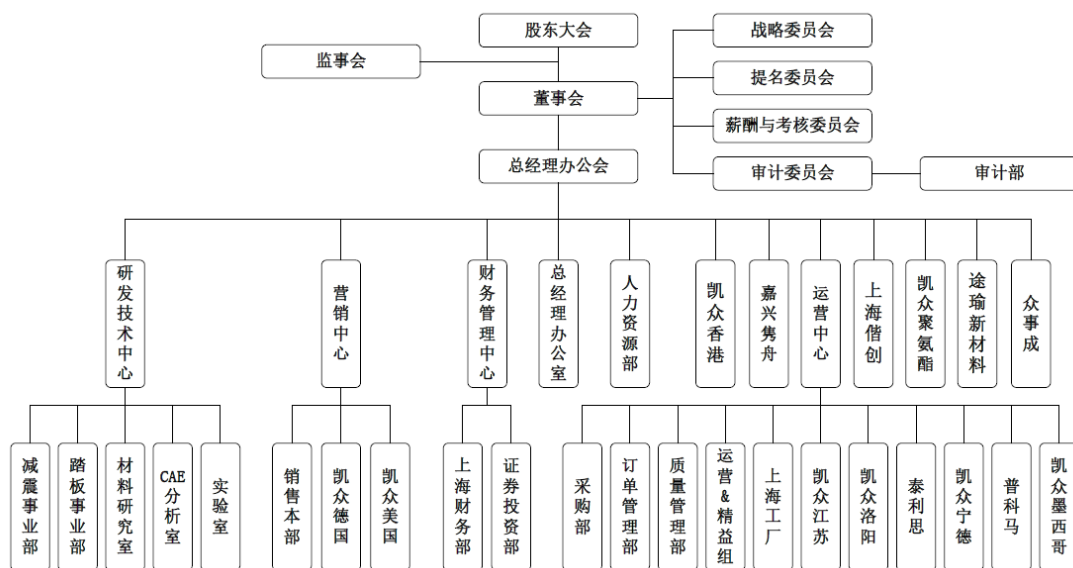 股东大会
战略委员会
监事会
提名委员会
董事会
薪酬与考核委员会
总经理办公会
审计委员会
审计部
研发技术中心
营销中心
财务管理中心
总经理办公室
人力资源部
凯众香港
嘉兴隽舟
运营中心
上海偕创
凯众聚氨酯
途瑜新材料
众事成
减震事业部
踏板事业部
材料研究室
CAE分析室
实验室
销售本部
凯众德国
凯众美国
上海财务部
证券投资部
采购部
订单管理部
质量管理部
运营&精益组
上海工厂
凯众江苏
凯众洛阳
泰利思
凯众宁德
普科马
凯众墨西哥